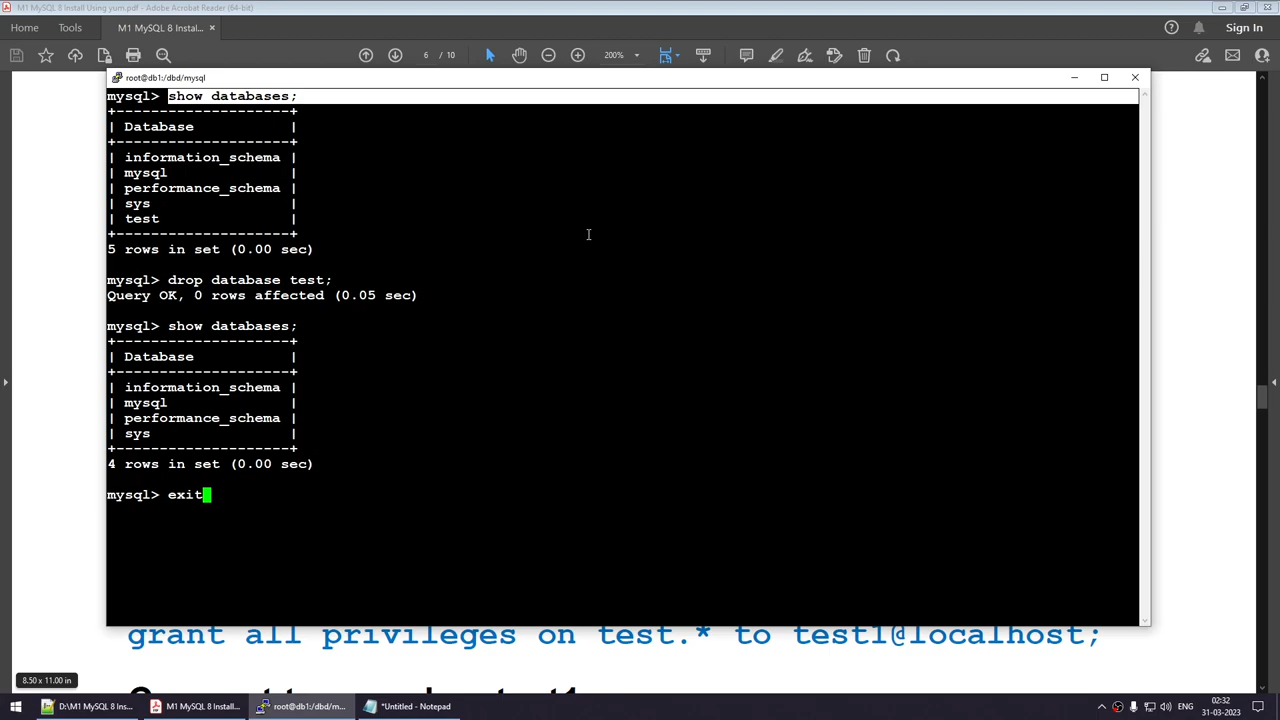 M1 MySQL 8 Install Using yum.pdf - Adobe Acrobat Reader (64-bit)
Home Tools M1 MySQL 8 Install... × Sign In
6 / 10 200%
root@db1:/dbd/mysql
mysql> show databases;
+--------------------+
| Database           |
+--------------------+
| information_schema |
| mysql              |
| performance_schema |
| sys                |
| test               |
+--------------------+
5 rows in set (0.00 sec)
mysql> drop database test;
Query OK, 0 rows affected (0.05 sec)
mysql> show databases;
+--------------------+
| Database           |
+--------------------+
| information_schema |
| mysql              |
| performance_schema |
| sys                |
+--------------------+
4 rows in set (0.00 sec)
mysql> exit
grant all privileges on test.* to test1@localhost;
8.50 x 11.00 in
D:\M1 MySQL 8 Ins... M1 MySQL 8 Install... root@db1:/dbd/m... *Untitled - Notepad ENG 02:32
31-03-2023